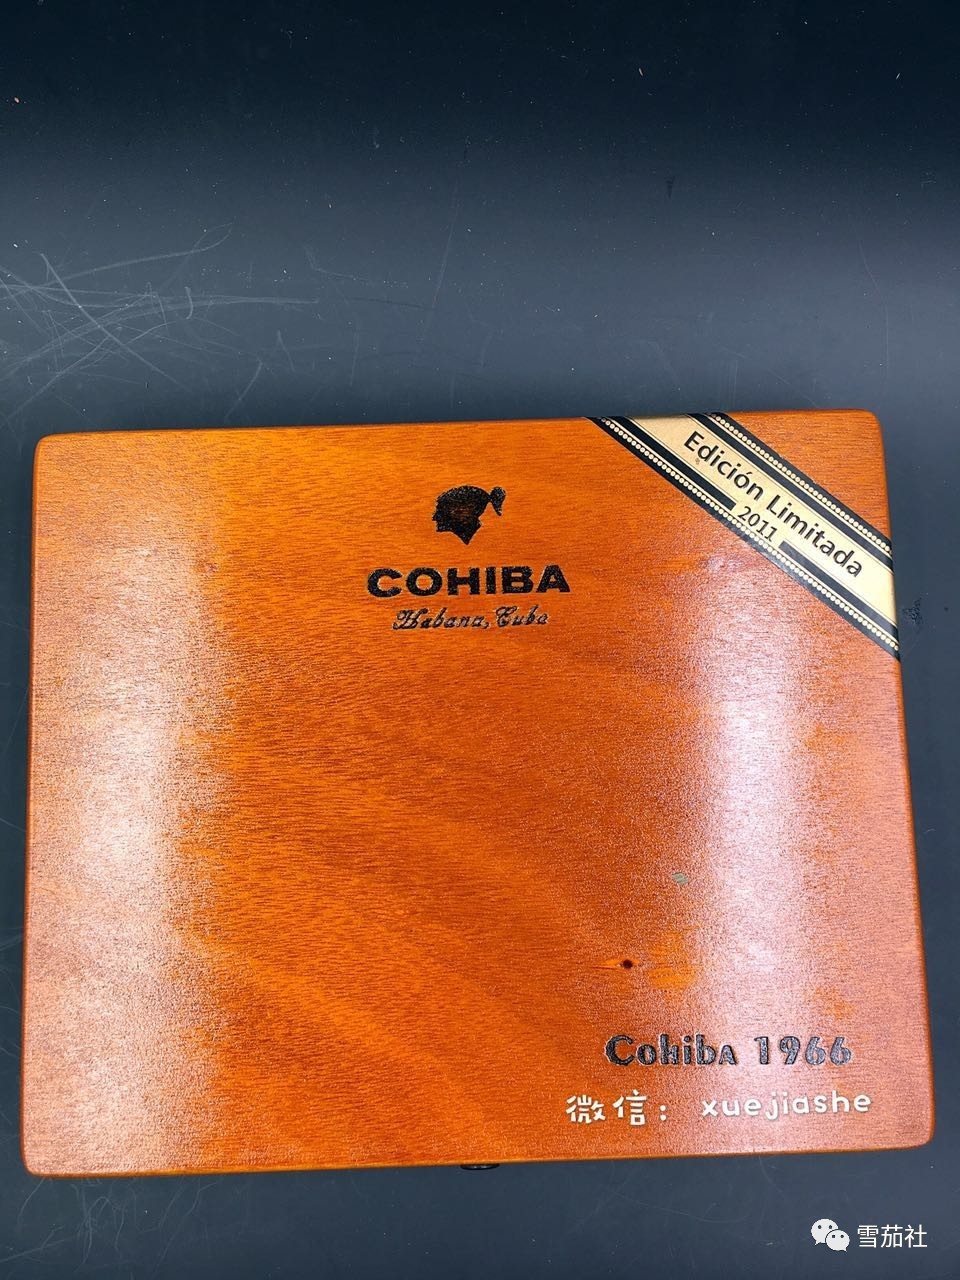 Edición Limitada
2011
COHIBA
Habana, Cuba
Cohiba 1966
微信： xuejiashe
雪茄社